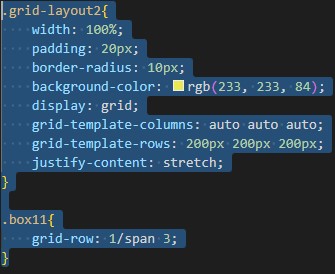 .grid-layout2{
    width: 100%;
    padding: 20px;
    border-radius: 10px;
    background-color: rgb(233, 233, 84);
    display: grid;
    grid-template-columns: auto auto auto;
    grid-template-rows: 200px 200px 200px;
    justify-content: stretch;
}

.box11{
    grid-row: 1/span 3;
}